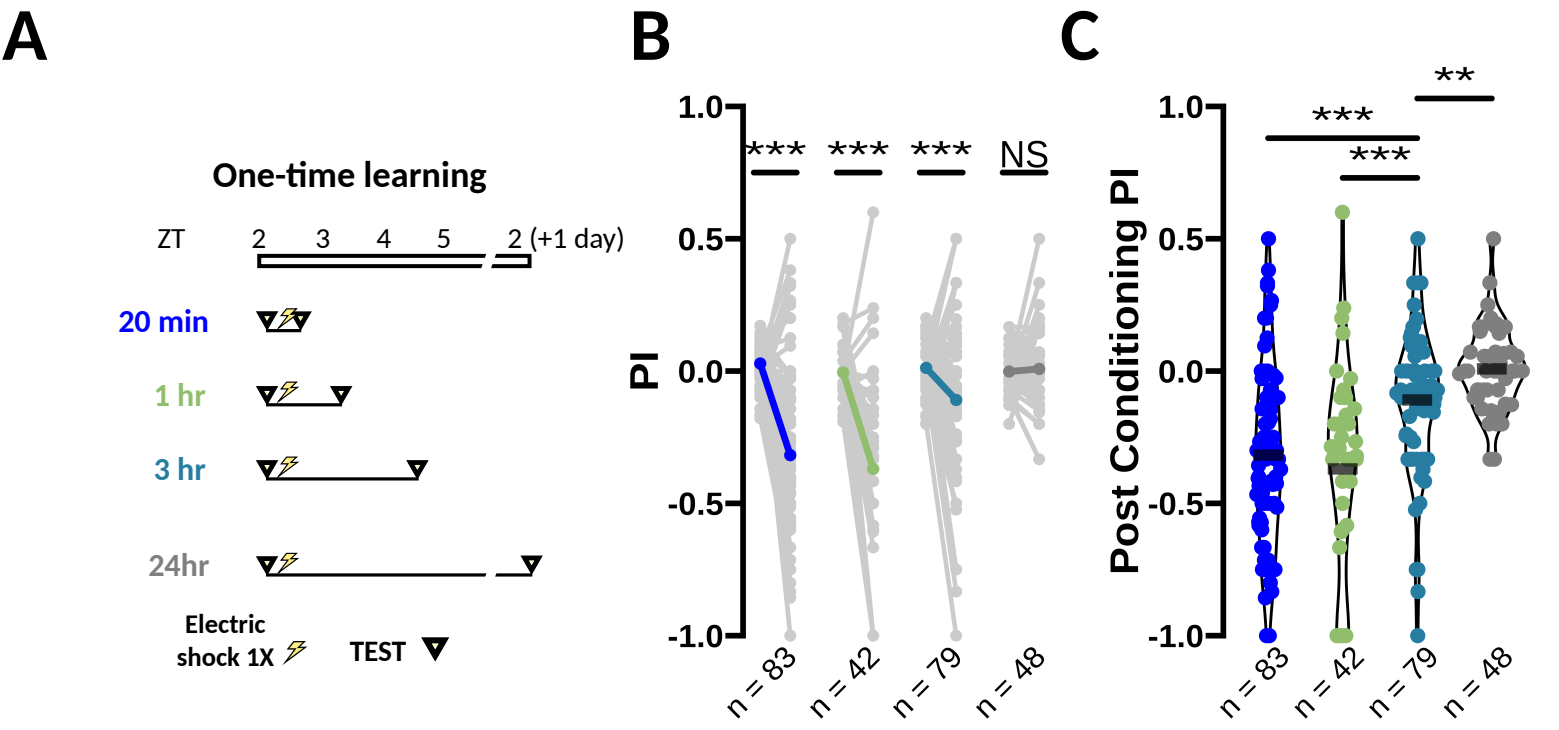 A
One-time learning
ZT 2 3 4 5 2 (+1 day)
20 min
1 hr
3 hr
24hr
Electric
shock 1X
TEST
B
PI
1.0
0.5
0.0
-0.5
-1.0
*** *** *** NS
n = 83 n = 42 n = 79 n = 48
C
Post Conditioning PI
1.0
0.5
0.0
-0.5
-1.0
**
***
***
n = 83 n = 42 n = 79 n = 48